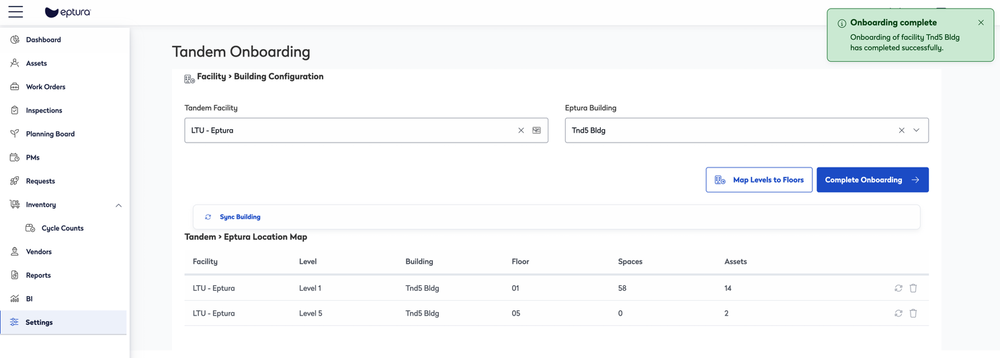 eptura
Onboarding complete
Onboarding of facility Tnd5 Bldg
has completed successfully.
Dashboard
Assets
Work Orders
Inspections
Planning Board
PMs
Requests
Inventory
Cycle Counts
Vendors
Reports
BI
Settings
Tandem Onboarding
Facility > Building Configuration
Tandem Facility
Eptura Building
LTU - Eptura
Tnd5 Bldg
Map Levels to Floors
Complete Onboarding
Sync Building
Tandem > Eptura Location Map
Facility Level Building Floor Spaces Assets
LTU - Eptura Level 1 Tnd5 Bldg 01 58 14
LTU - Eptura Level 5 Tnd5 Bldg 05 0 2